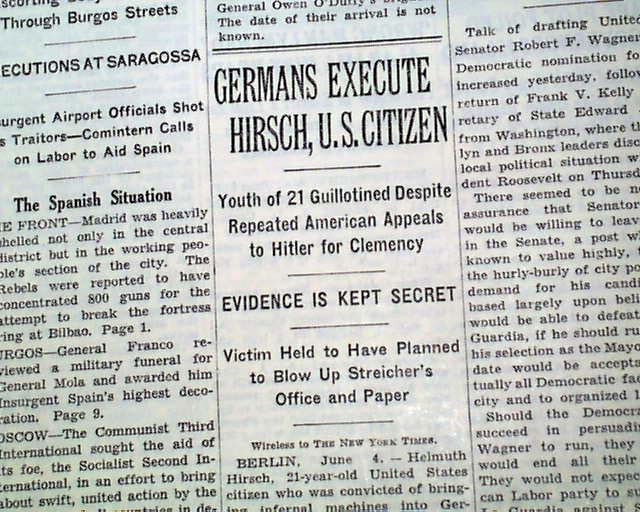 Through Burgos Streets
ECUTIONS AT SARAGOSSA
urgent Airport Officials Shot
s Traitors—Comintern Calls
on Labor to Aid Spain
The Spanish Situation
E FRONT—Madrid was heavily
shelled not only in the central
district but in the working peo-
ple's section of the city. The
Rebels were reported to have
concentrated 800 guns for the
attempt to break the fortress
ring at Bilbao. Page 1.
URGOS—General Franco re-
viewed a military funeral for
General Mola and awarded him
Insurgent Spain's highest deco-
ration. Page 9.
OSCOW—The Communist Third
International sought the aid of
its foe, the Socialist Second In-
ternational, in an effort to bring
about swift, united action by the
General Owen O'Duffy's
The date of their arrival is not
known.
GERMANS EXECUTE
HIRSCH, U.S. CITIZEN
Youth of 21 Guillotined Despite
Repeated American Appeals
to Hitler for Clemency
EVIDENCE IS KEPT SECRET
Victim Held to Have Planned
to Blow Up Streicher's
Office and Paper
Wireless to THE NEW YORK TIMES.
BERLIN, June 4. — Helmuth
Hirsch, 21-year-old United States
citizen who was convicted of bring-
ing infernal machines into Ger-
Talk of drafting United
Senator Robert F. Wagner
Democratic nomination fo
increased yesterday, follo
return of Frank V. Kelly
retary of State Edward
from Washington, where th
lyn and Bronx leaders disc
local political situation w
dent Roosevelt on Thursd
There seemed to be n
assurance that Senator
would be willing to leav
in the Senate, a post w
known to value highly,
the hurly-burly of city p
demand for his candi
based largely upon beli
would be able to defeat
Guardia, if he should ru
his selection as the Mayo
date would be accepta
tually all Democratic fa
city and to organized l
Should the Democra
succeed in persuadin
Wagner to run, they
would end all their
They would not expec
can Labor party to s
La Guardia against